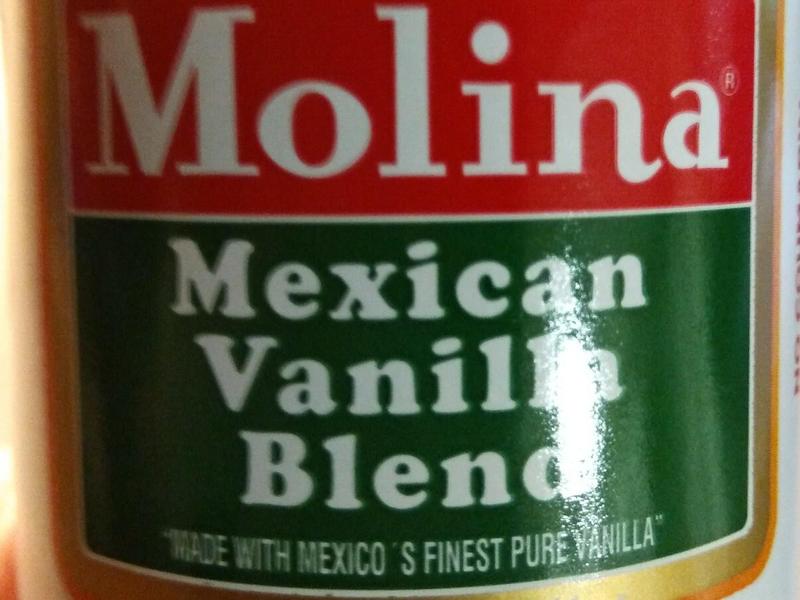 Molina®
Mexican
Vanilla
Blend
"MADE WITH MEXICO´S FINEST PURE VANILLA"